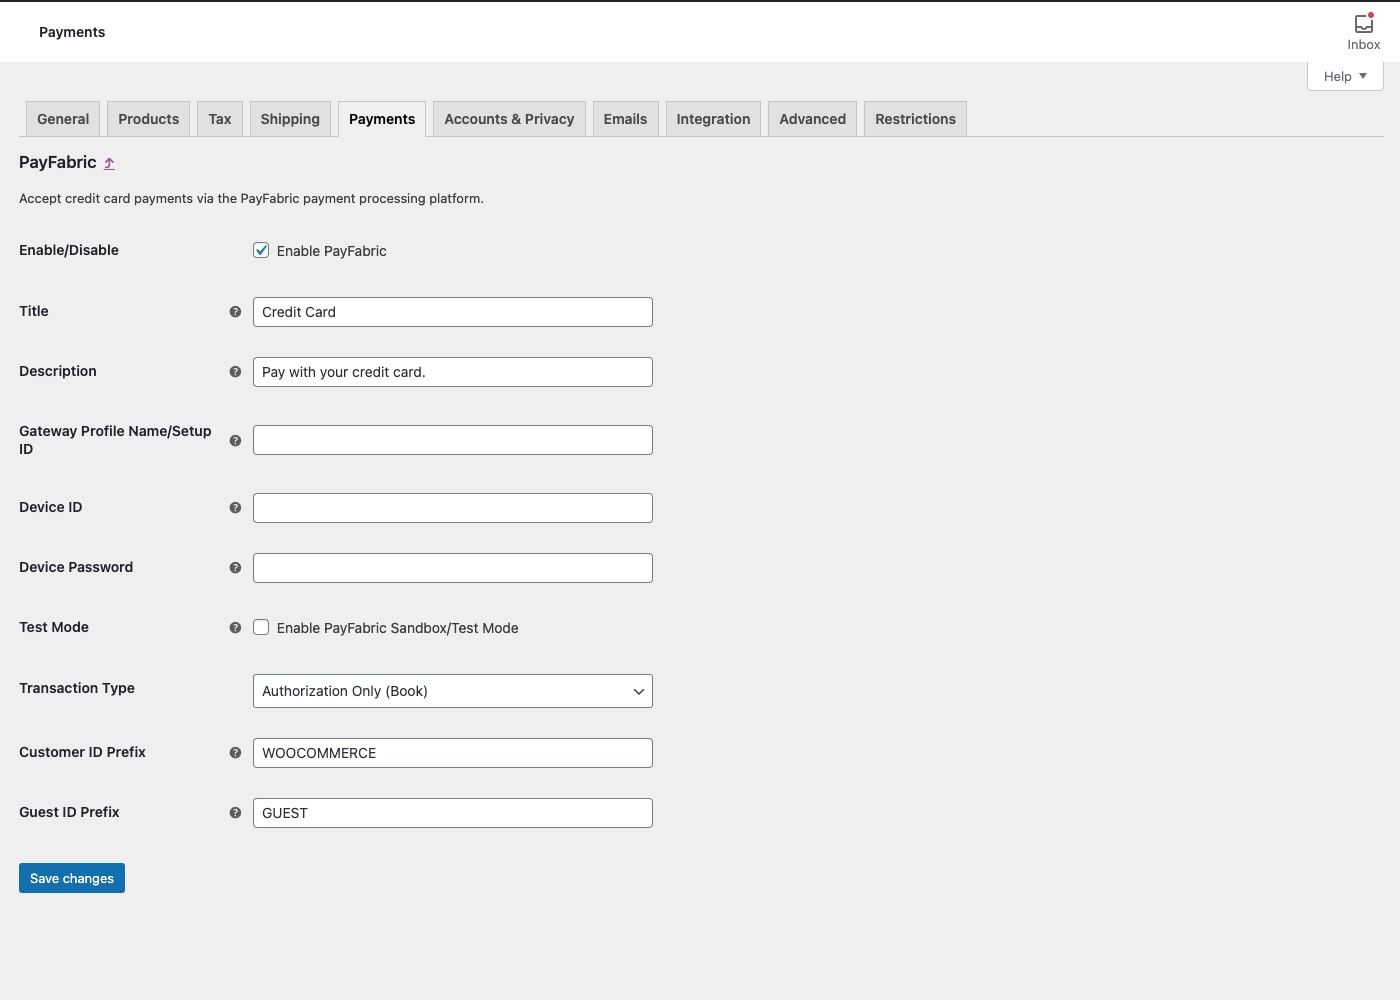 Payments
Inbox
Help
General Products Tax Shipping Payments Accounts & Privacy Emails Integration Advanced Restrictions
PayFabric
Accept credit card payments via the PayFabric payment processing platform.
Enable/Disable Enable PayFabric
Title Credit Card
Description Pay with your credit card.
Gateway Profile Name/Setup
ID
Device ID
Device Password
Test Mode Enable PayFabric Sandbox/Test Mode
Transaction Type Authorization Only (Book)
Customer ID Prefix WOOCOMMERCE
Guest ID Prefix GUEST
Save changes